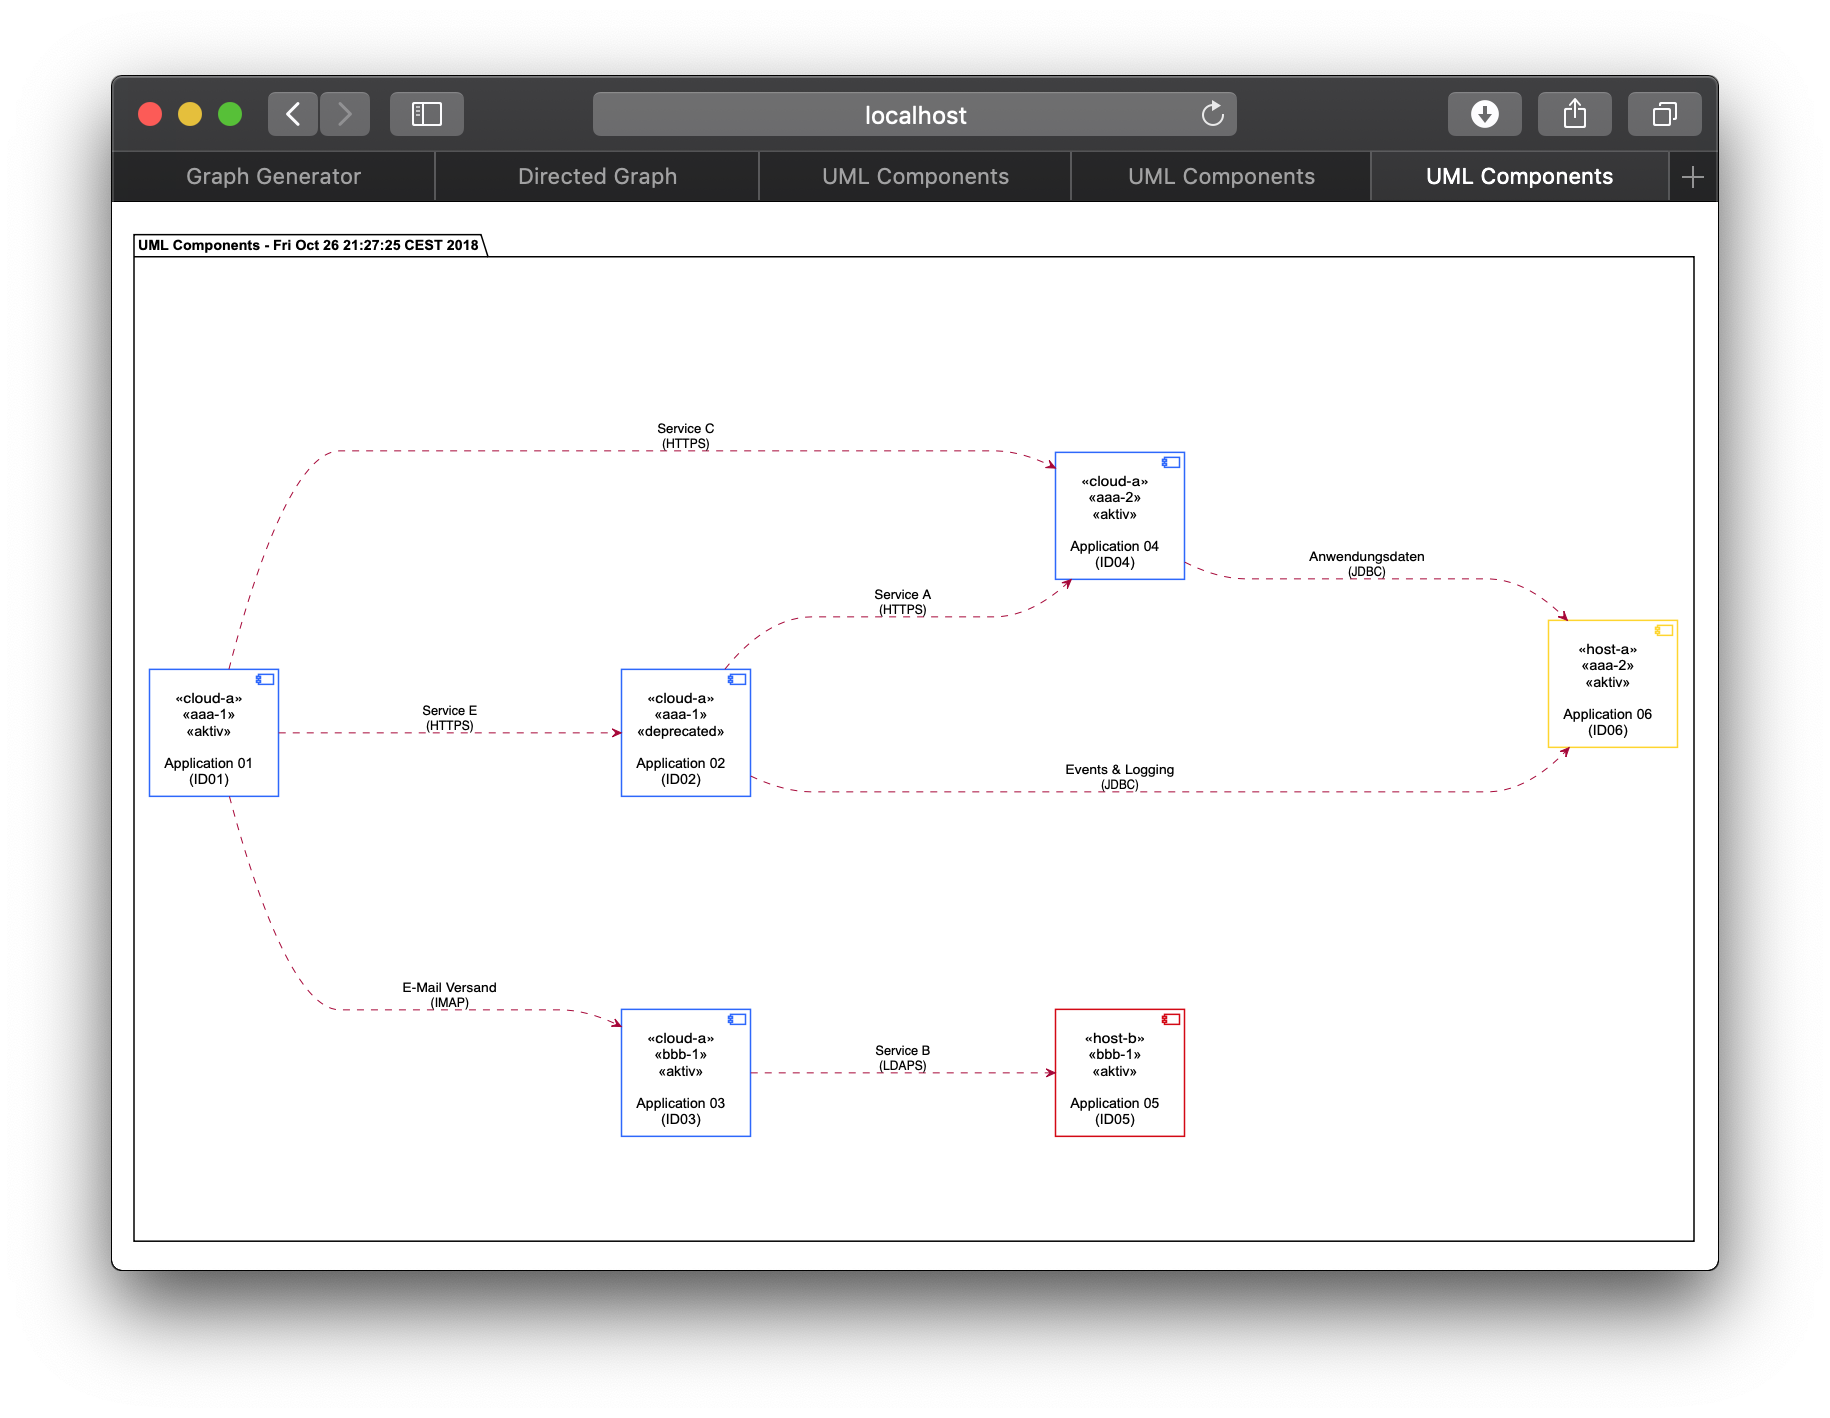 localhost
Graph Generator
Directed Graph
UML Components
UML Components
UML Components
UML Components - Fri Oct 26 21:27:25 CEST 2018
Service C
(HTTPS)
«cloud-a»
«aaa-2»
«aktiv»
Application 04
(ID04)
Anwendungsdaten
(JDBC)
Service A
(HTTPS)
«host-a»
«aaa-2»
«aktiv»
Application 06
(ID06)
«cloud-a»
«aaa-1»
«aktiv»
Application 01
(ID01)
Service E
(HTTPS)
«cloud-a»
«aaa-1»
«deprecated»
Application 02
(ID02)
Events & Logging
(JDBC)
E-Mail Versand
(IMAP)
«cloud-a»
«bbb-1»
«aktiv»
Application 03
(ID03)
Service B
(LDAPS)
«host-b»
«bbb-1»
«aktiv»
Application 05
(ID05)